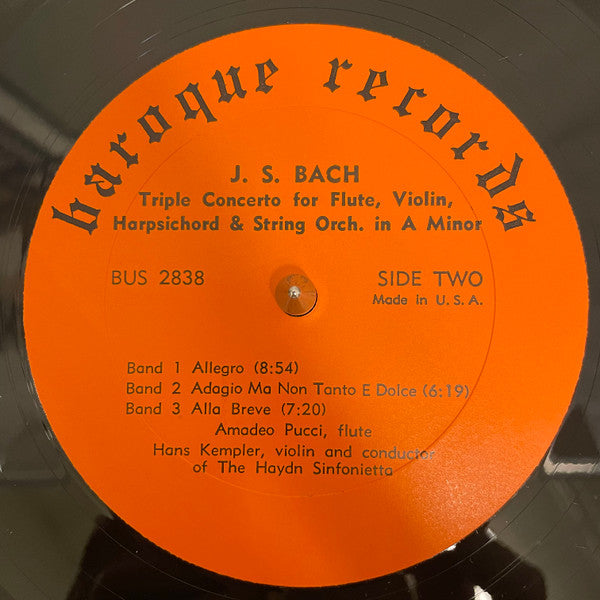 baroque records
J. S. BACH
Triple Concerto for Flute, Violin,
Harpsichord & String Orch. in A Minor
BUS 2838
SIDE TWO
Made in U.S.A.
Band 1 Allegro (8:54)
Band 2 Adagio Ma Non Tanto E Dolce (6:19)
Band 3 Alla Breve (7:20)
Amadeo Pucci, flute
Hans Kempler, violin and conductor
of The Haydn Sinfonietta